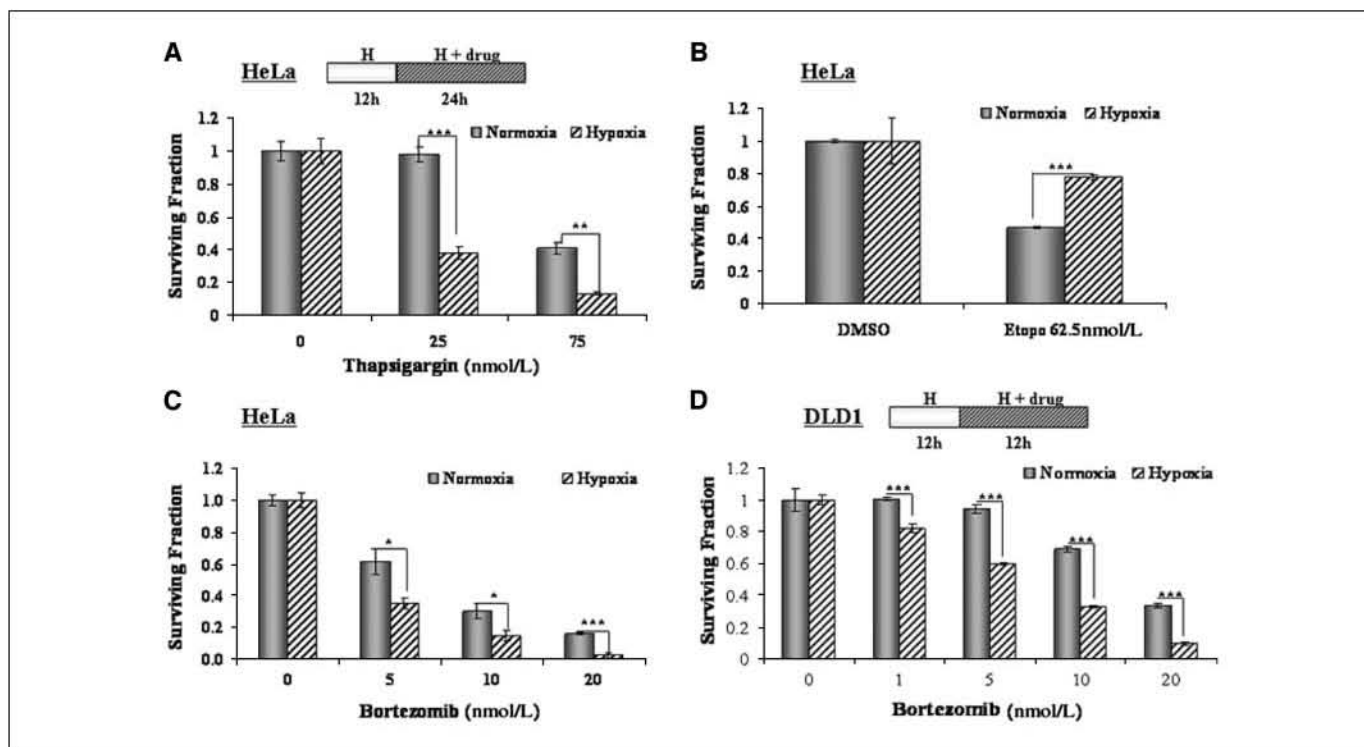 A
H
H + drug
HeLa
12h
24h
1.2
1
0.8
0.6
0.4
0.2
0
Surviving Fraction
Normoxia
Hypoxia
***
**
0
25
75
Thapsigargin (nmol/L)
B
HeLa
1.2
1
0.8
0.6
0.4
0.2
0
Surviving Fraction
Normoxia
Hypoxia
***
DMSO
Etopo 62.5nmol/L
C
HeLa
1.2
1.0
0.8
0.6
0.4
0.2
0.0
Surviving Fraction
Normoxia
Hypoxia
*
*
***
0
5
10
20
Bortezomib (nmol/L)
D
H
H + drug
DLD1
12h
12h
1.2
1.0
0.8
0.6
0.4
0.2
0
Surviving Fraction
Normoxia
Hypoxia
***
***
***
***
0
1
5
10
20
Bortezomib (nmol/L)